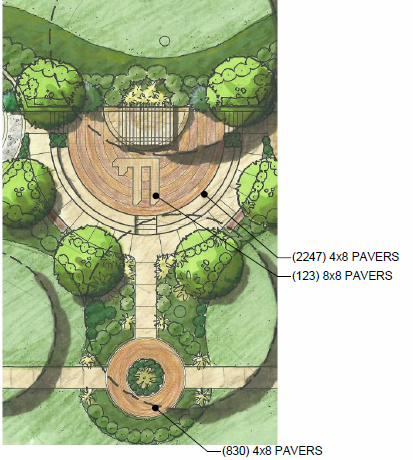 (2247) 4x8 PAVERS
(123) 8x8 PAVERS
(830) 4x8 PAVERS